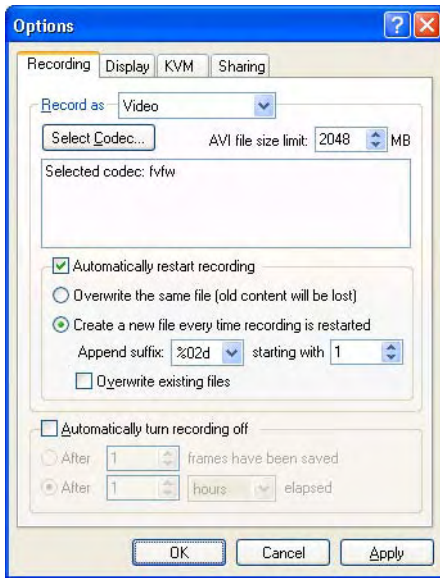 Options
Recording Display KVM Sharing
Record as Video
Select Codec... AVI file size limit: 2048 MB
Selected codec: fvfw
Automatically restart recording
Overwrite the same file (old content will be lost)
Create a new file every time recording is restarted
Append suffix: %02d starting with 1
Overwrite existing files
Automatically turn recording off
After 1 frames have been saved
After 1 hours elapsed
OK Cancel Apply